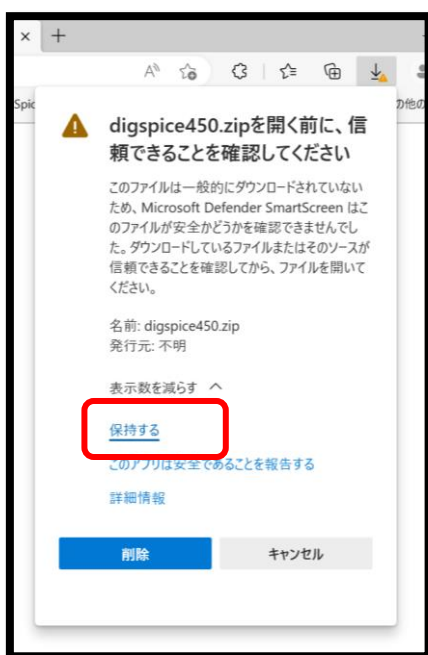 digspice450.zipを開く前に、信
頼できることを確認してください
このファイルは一般的にダウンロードされていない
ため、Microsoft Defender SmartScreen はこ
のファイルが安全かどうかを確認できませんでし
た。ダウンロードしているファイルまたはそのソースが
信頼できることを確認してから、ファイルを開いて
ください。
名前: digspice450.zip
発行元: 不明
表示数を減らす
保持する
このアプリは安全であることを報告する
詳細情報
削除 キャンセル